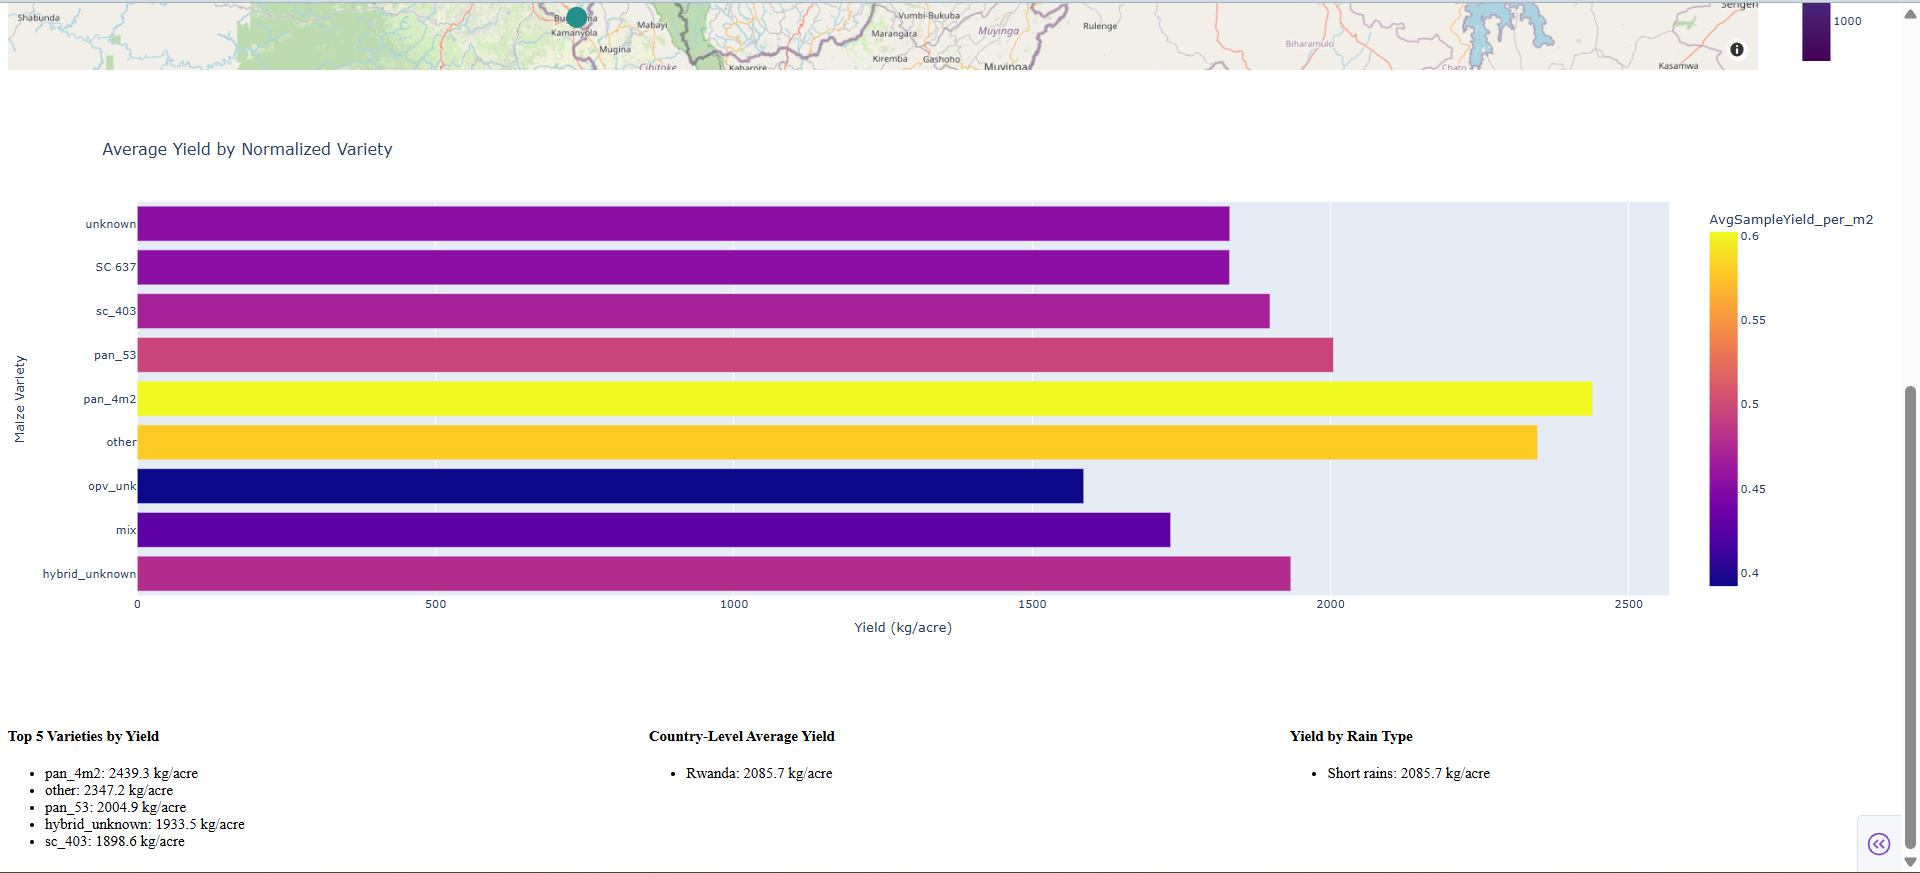 Shabunda
Kamanyola
Mabayi
Mugina
Cibitoke
Kabarore
Vumbi-Bukuba
Marangara
Muyinga
Kiremba
Gashoho
Muyinga
Rulenge
Biharamulo
Chato
Kasamwa
1000
Average Yield by Normalized Variety
unknown
SC 637
sc_403
pan_53
pan_4m2
other
opv_unk
mix
hybrid_unknown
Maize Variety
0 500 1000 1500 2000 2500
Yield (kg/acre)
AvgSampleYield_per_m2
0.6
0.55
0.5
0.45
0.4
Top 5 Varieties by Yield
• pan_4m2: 2439.3 kg/acre
• other: 2347.2 kg/acre
• pan_53: 2004.9 kg/acre
• hybrid_unknown: 1933.5 kg/acre
• sc_403: 1898.6 kg/acre
Country-Level Average Yield
• Rwanda: 2085.7 kg/acre
Yield by Rain Type
• Short rains: 2085.7 kg/acre